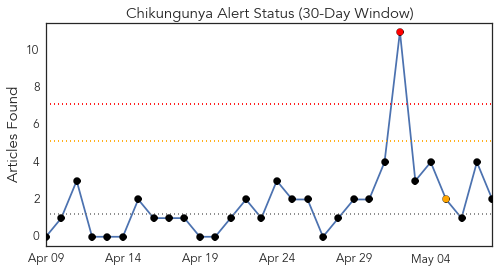 Chikungunya Alert Status (30-Day Window)
Articles Found
10
8
6
4
2
0
Apr 09 Apr 14 Apr 19 Apr 24 Apr 29 May 04